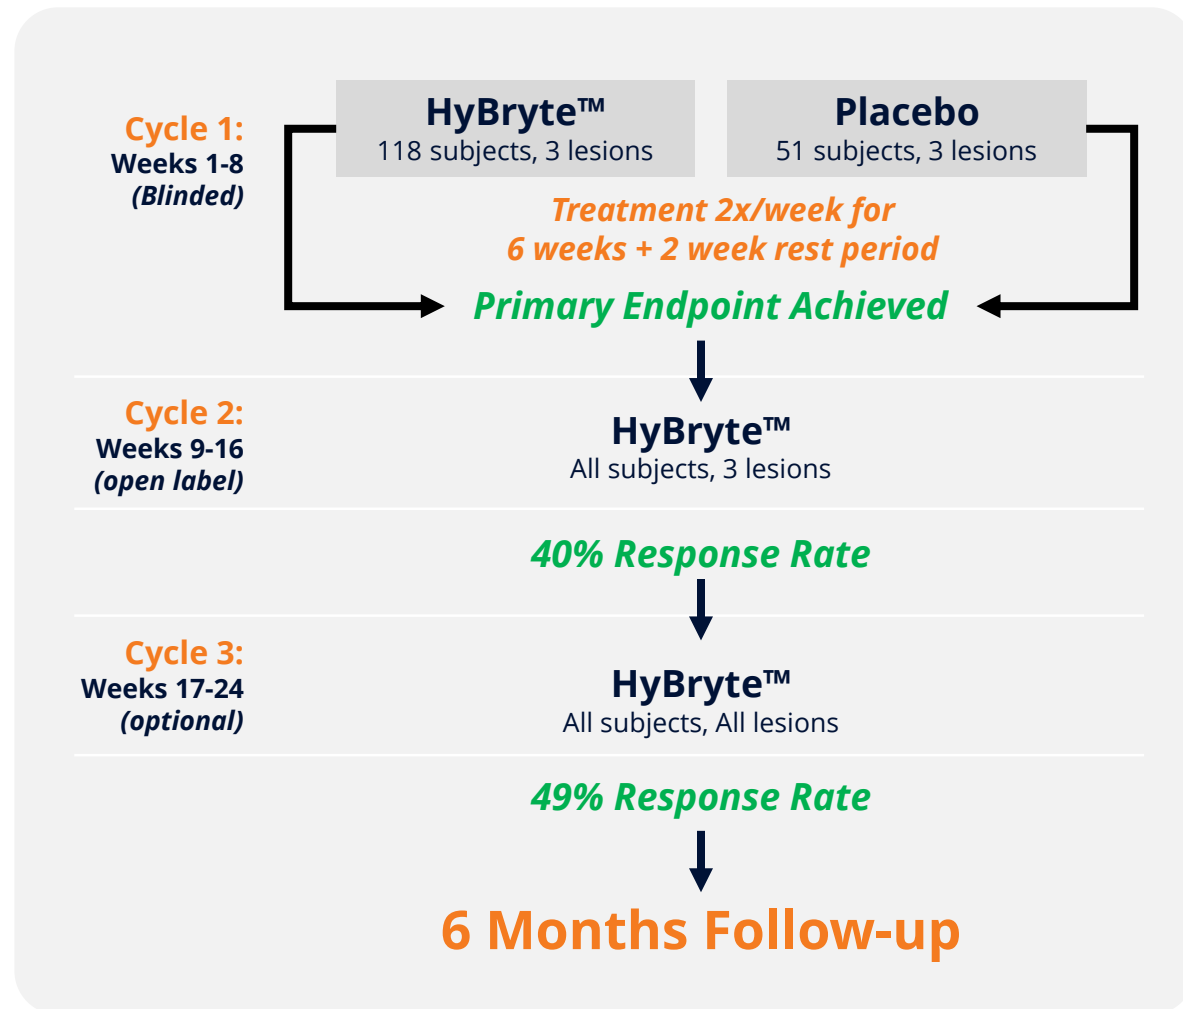 Cycle 1:
Weeks 1-8
(Blinded)
HyBryte™
118 subjects, 3 lesions
Placebo
51 subjects, 3 lesions
Treatment 2x/week for
6 weeks + 2 week rest period
Primary Endpoint Achieved
Cycle 2:
Weeks 9-16
(open label)
HyBryte™
All subjects, 3 lesions
40% Response Rate
Cycle 3:
Weeks 17-24
(optional)
HyBryte™
All subjects, All lesions
49% Response Rate
6 Months Follow-up